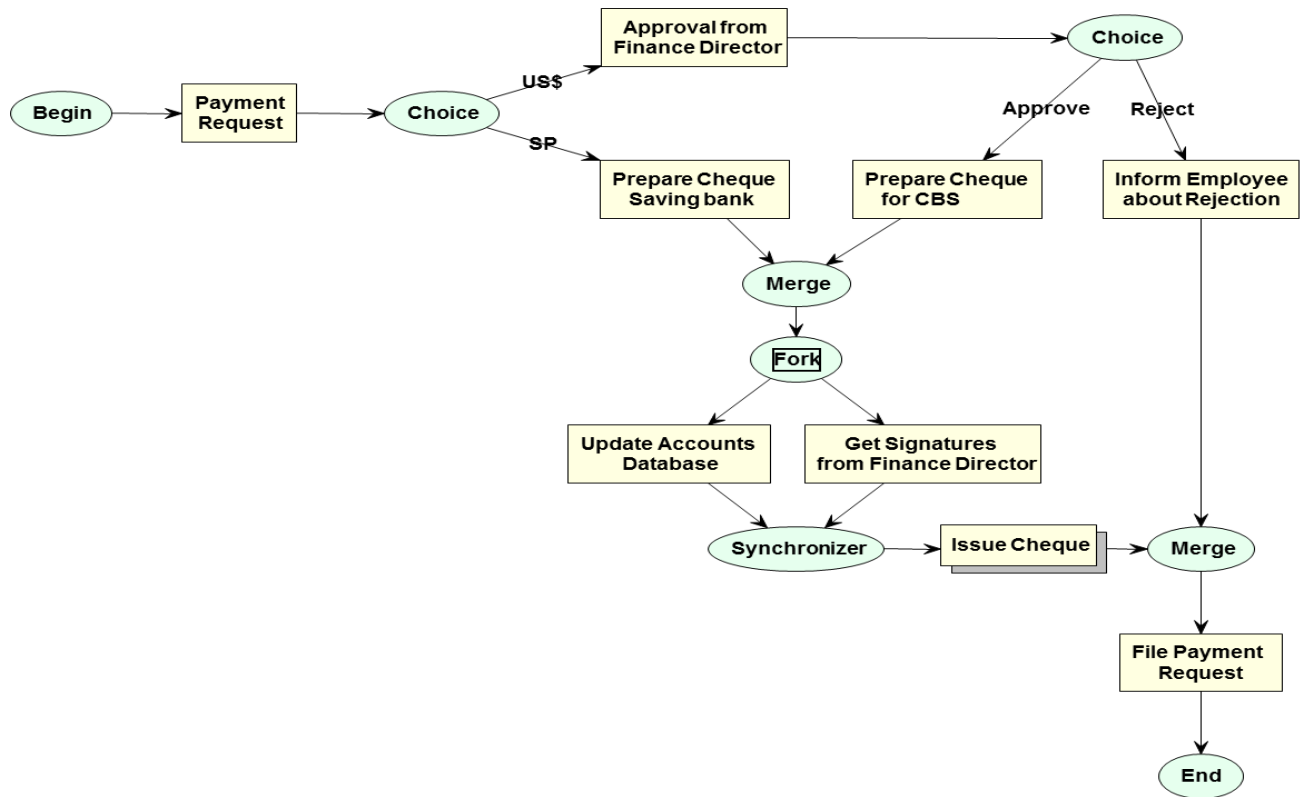 Approval from
Finance Director
Choice
US$
Begin
Payment
Request
Choice
Approve
Reject
SP
Prepare Cheque
Saving bank
Prepare Cheque
for CBS
Inform Employee
about Rejection
Merge
Fork
Update Accounts
Database
Get Signatures
from Finance Director
Synchronizer
Issue Cheque
Merge
File Payment
Request
End